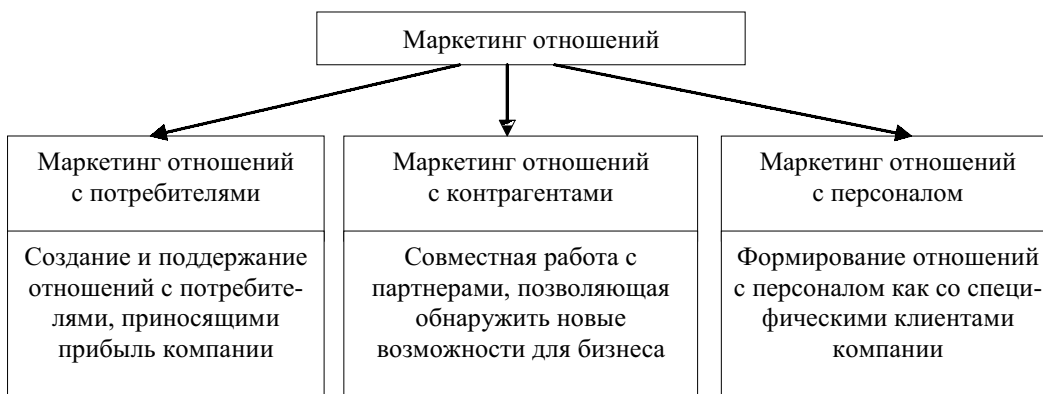 Маркетинг отношений
Маркетинг отношений
с потребителями
Создание и поддержание
отношений с потребите-
лями, приносящими
прибыль компании
Маркетинг отношений
с контрагентами
Совместная работа с
партнерами, позволяющая
обнаружить новые
возможности для бизнеса
Маркетинг отношений
с персоналом
Формирование отношений
с персоналом как со специ-
фическими клиентами
компании